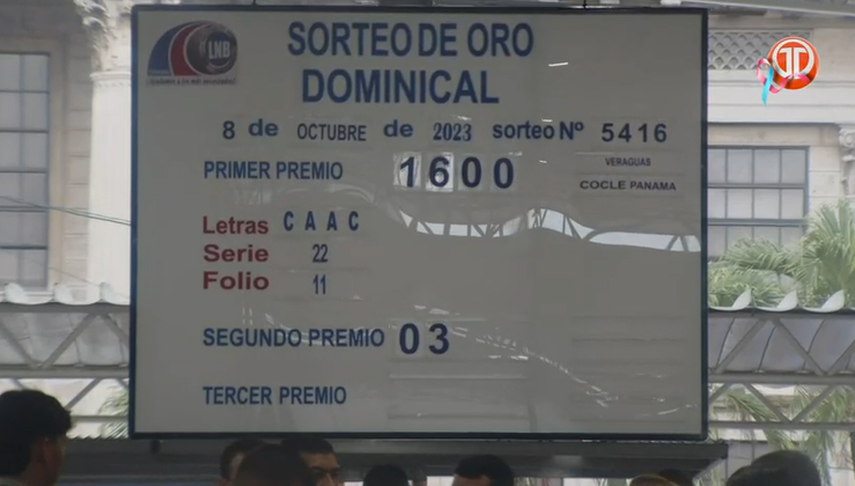 LNB
SORTEO DE ORO
DOMINICAL
8 de OCTUBRE de 2023 sorteo Nº 5416
PRIMER PREMIO 1600
VERAGUAS
COCLE PANAMA
Letras C A A C
Serie 22
Folio 11
SEGUNDO PREMIO 03
TERCER PREMIO